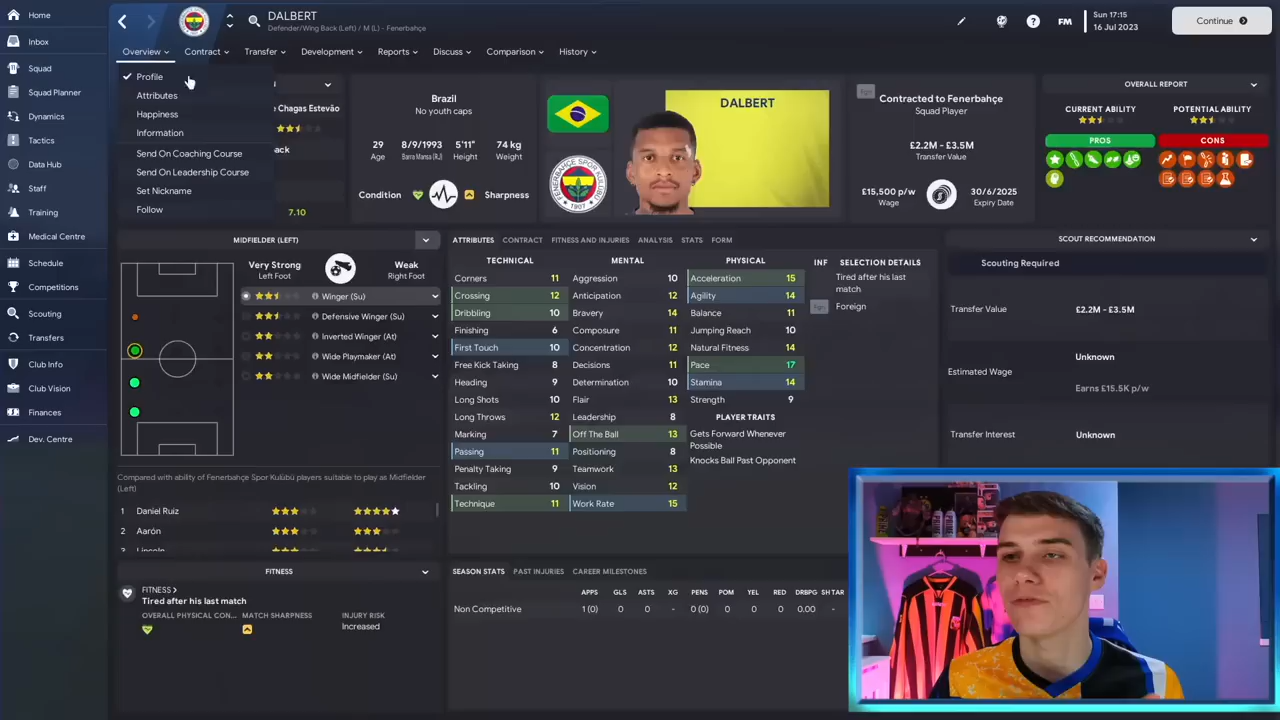 Home
Inbox
Squad
Squad Planner
Dynamics
Tactics
Data Hub
Staff
Training
Medical Centre
Schedule
Competitions
Scouting
Transfers
Club Info
Club Vision
Finances
Dev. Centre
DALBERT
Defender/Wing Back (Left) / M (L) - Fenerbahçe
FM
Sun 17:15
16 Jul 2023
Continue
Overview
Contract
Transfer
Development
Reports
Discuss
Comparison
History
Profile
Attributes
Happiness
Information
Send On Coaching Course
Send On Leadership Course
Set Nickname
Follow
Chagas Estevão
7.10
Brazil
No youth caps
29
Age
8/9/1993
Barra Mansa (RJ)
5'11"
Height
74 kg
Weight
Condition
Sharpness
DALBERT
FENERBAHÇE SPOR KULÜBÜ
1907
Contracted to Fenerbahçe
Squad Player
£2.2M - £3.5M
Transfer Value
£15,500 p/w
Wage
30/6/2025
Expiry Date
OVERALL REPORT
CURRENT ABILITY
POTENTIAL ABILITY
PROS
CONS
MIDFIELDER (LEFT)
Very Strong
Left Foot
Weak
Right Foot
Winger (Su)
Defensive Winger (Su)
Inverted Winger (At)
Wide Playmaker (At)
Wide Midfielder (Su)
Compared with ability of Fenerbahçe Spor Kulübü players suitable to play as Midfielder
(Left)
1 Daniel Ruiz
2 Aarón
3 Lincoln
FITNESS
FITNESS
Tired after his last match
OVERALL PHYSICAL CON...
MATCH SHARPNESS
INJURY RISK
Increased
ATTRIBUTES
CONTRACT
FITNESS AND INJURIES
ANALYSIS
STATS
FORM
TECHNICAL
Corners 11
Crossing 12
Dribbling 10
Finishing 6
First Touch 10
Free Kick Taking 8
Heading 9
Long Shots 10
Long Throws 12
Marking 7
Passing 11
Penalty Taking 9
Tackling 10
Technique 11
MENTAL
Aggression 10
Anticipation 12
Bravery 14
Composure 11
Concentration 12
Decisions 11
Determination 10
Flair 13
Leadership 8
Off The Ball 13
Positioning 8
Teamwork 13
Vision 12
Work Rate 15
PHYSICAL
Acceleration 15
Agility 14
Balance 11
Jumping Reach 10
Natural Fitness 14
Pace 17
Stamina 14
Strength 9
PLAYER TRAITS
Gets Forward Whenever
Possible
Knocks Ball Past Opponent
INF
SELECTION DETAILS
Tired after his last
match
Foreign
SEASON STATS
PAST INJURIES
CAREER MILESTONES
APPS GLS ASTS XG PENS POM YEL RED DRBPG SH TAR
Non Competitive 1 (0) 0 0 - 0 (0) 0 0 0 0.00 -
SCOUT RECOMMENDATION
Scouting Required
Transfer Value
£2.2M - £3.5M
Estimated Wage
Unknown
Earns £15.5K p/w
Transfer Interest
Unknown